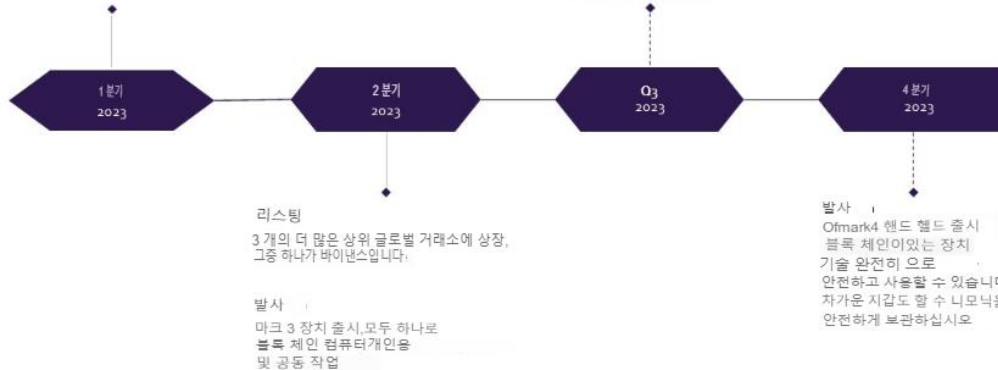 1 분기
2023
2 분기
2023
Q3
2023
4 분기
2023
리스팅
3 개의 더 많은 상위 글로벌 거래소에 상장,
그중 하나가 바이낸스입니다.
발사
마크 3 장치 출시,모두 하나로
블록 체인 컴퓨터개인용
및 공동 작업
발사
Ofmark4 핸드 헬드 출시
블록 체인이있는 장치
기술 완전히 으로
안전하고 사용할 수 있습니다
차가운 지갑도 할 수 니모닉을
안전하게 보관하십시오